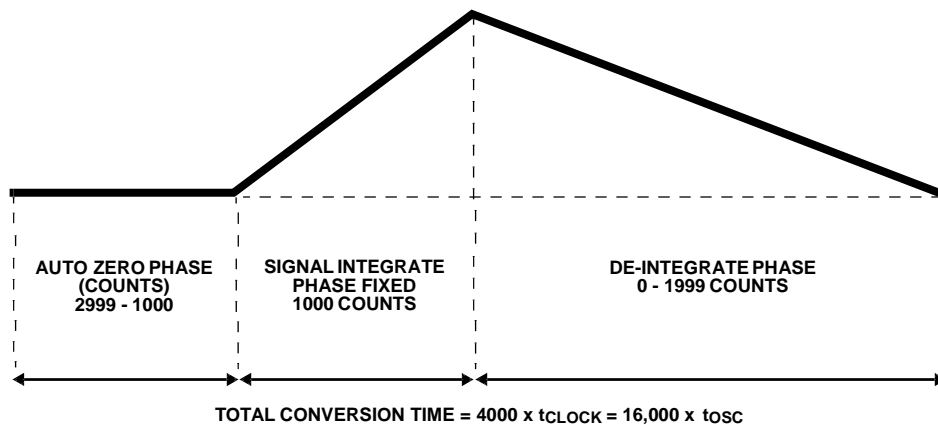 AUTO ZERO PHASE
(COUNTS)
2999 - 1000
SIGNAL INTEGRATE
PHASE FIXED
1000 COUNTS
DE-INTEGRATE PHASE
0 - 1999 COUNTS
TOTAL CONVERSION TIME = 4000 x tCLOCK = 16,000 x tOSC